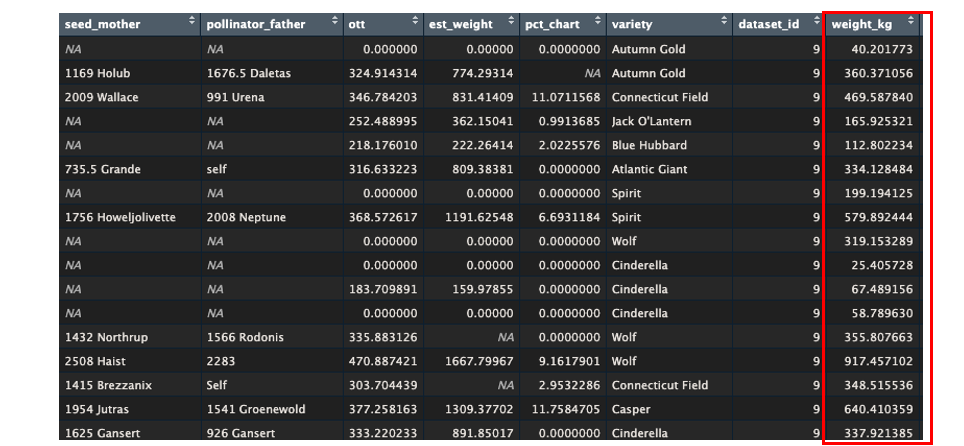 seed_mother pollinator_father ott est_weight pct_chart variety dataset_id weight_kg
NA NA 0.000000 0.00000 0.0000000 Autumn Gold 9 40.201773
1169 Holub 1676.5 Daletas 324.914314 774.29314 NA Autumn Gold 9 360.371056
2009 Wallace 991 Urena 346.784203 831.41409 11.0711568 Connecticut Field 9 469.587840
NA NA 252.488995 362.15041 0.9913685 Jack O'Lantern 9 165.925321
NA NA 218.176010 222.26414 2.0225576 Blue Hubbard 9 112.802234
735.5 Grande self 316.633223 809.38381 0.0000000 Atlantic Giant 9 334.128484
NA NA 0.000000 0.00000 0.0000000 Spirit 9 199.194125
1756 Howeljolivette 2008 Neptune 368.572617 1191.62548 6.6931184 Spirit 9 579.892444
NA NA 0.000000 0.00000 0.0000000 Wolf 9 319.153289
NA NA 0.000000 0.00000 0.0000000 Cinderella 9 25.405728
NA NA 183.709891 159.97855 0.0000000 Cinderella 9 67.489156
NA NA 0.000000 0.00000 0.0000000 Cinderella 9 58.789630
1432 Northrup 1566 Rodonis 335.883126 NA 0.0000000 Wolf 9 355.807663
2508 Haist 2283 470.887421 1667.79967 9.1617901 Wolf 9 917.457102
1415 Brezzanix Self 303.704439 NA 2.9532286 Connecticut Field 9 348.515536
1954 Jutras 1541 Groenewold 377.258163 1309.37702 11.7584705 Casper 9 640.410359
1625 Gansert 926 Gansert 333.220233 891.85017 0.0000000 Cinderella 9 337.921385